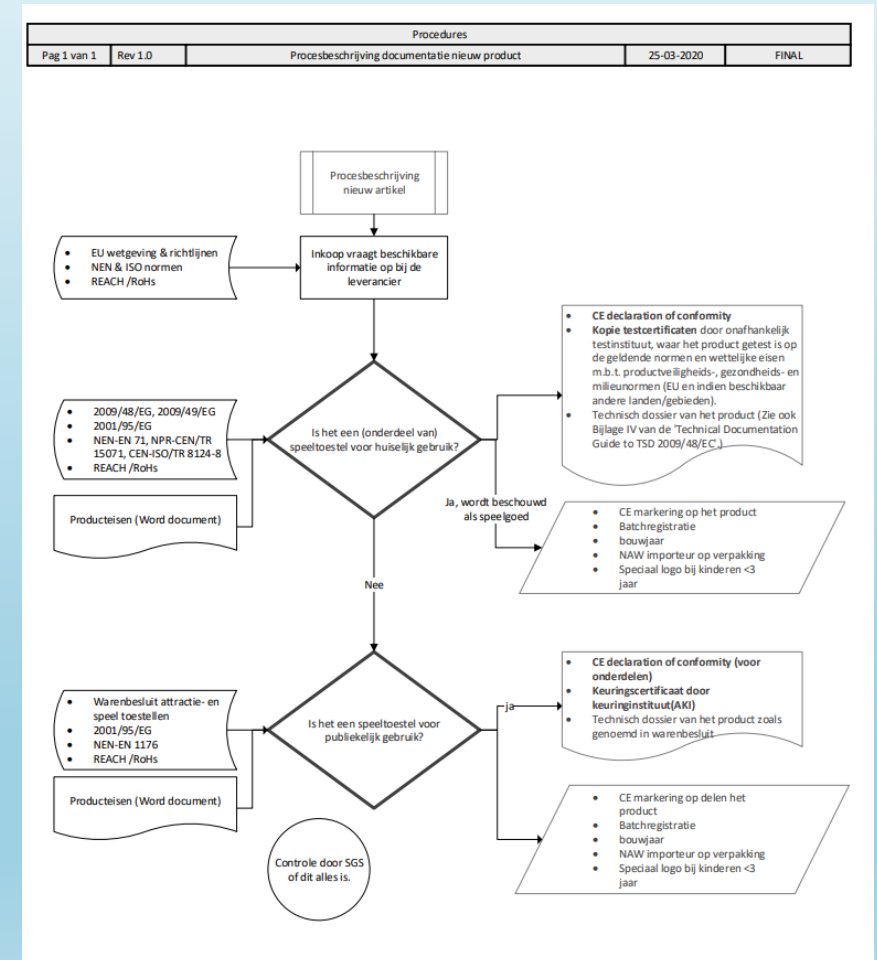 Procedures
Pag 1 van 1 Rev 1.0 Procesbeschrijving documentatie nieuw product 25-03-2020 FINAL
Procesbeschrijving
nieuw artikel
• EU wetgeving & richtlijnen
• NEN & ISO normen
• REACH /RoHs
Inkoop vraagt beschikbare
informatie op bij de
leverancier
• CE declaration of conformity
• Kopie testcertificaten door onafhankelijk
testinstituut, waar het product getest is op
de geldende normen en wettelijke eisen
m.b.t. productveiligheids-, gezondheids- en
milieunormen (EU en indien beschikbaar
andere landen/gebieden).
• Technisch dossier van het product (Zie ook
Bijlage IV van de 'Technical Documentation
Guide to TSD 2009/48/EC'.)
• 2009/48/EG, 2009/49/EG
• 2001/95/EG
• NEN-EN 71, NPR-CEN/TR
15071, CEN-ISO/TR 8124-8
• REACH /RoHs
Is het een (onderdeel van)
speeltoestel voor huiselijk gebruik?
Producteisen (Word document)
Ja, wordt beschouwd
als speelgoed
• CE markering op het product
• Batchregistratie
• bouwjaar
• NAW importeur op verpakking
• Speciaal logo bij kinderen <3
jaar
Nee
• CE declaration of conformity (voor
onderdelen)
• Keuringscertificaat door
keuringinstituut(AKI)
• Technisch dossier van het product zoals
genoemd in warenbesluit
• Warenbesluit attractie- en
speel toestellen
• 2001/95/EG
• NEN-EN 1176
• REACH /RoHs
Is het een speeltoestel voor
publiekelijk gebruik?
ja
Producteisen (Word document)
• CE markering op delen het
product
• Batchregistratie
• bouwjaar
• NAW importeur op verpakking
• Speciaal logo bij kinderen <3
jaar
Controle door SGS
of dit alles is.